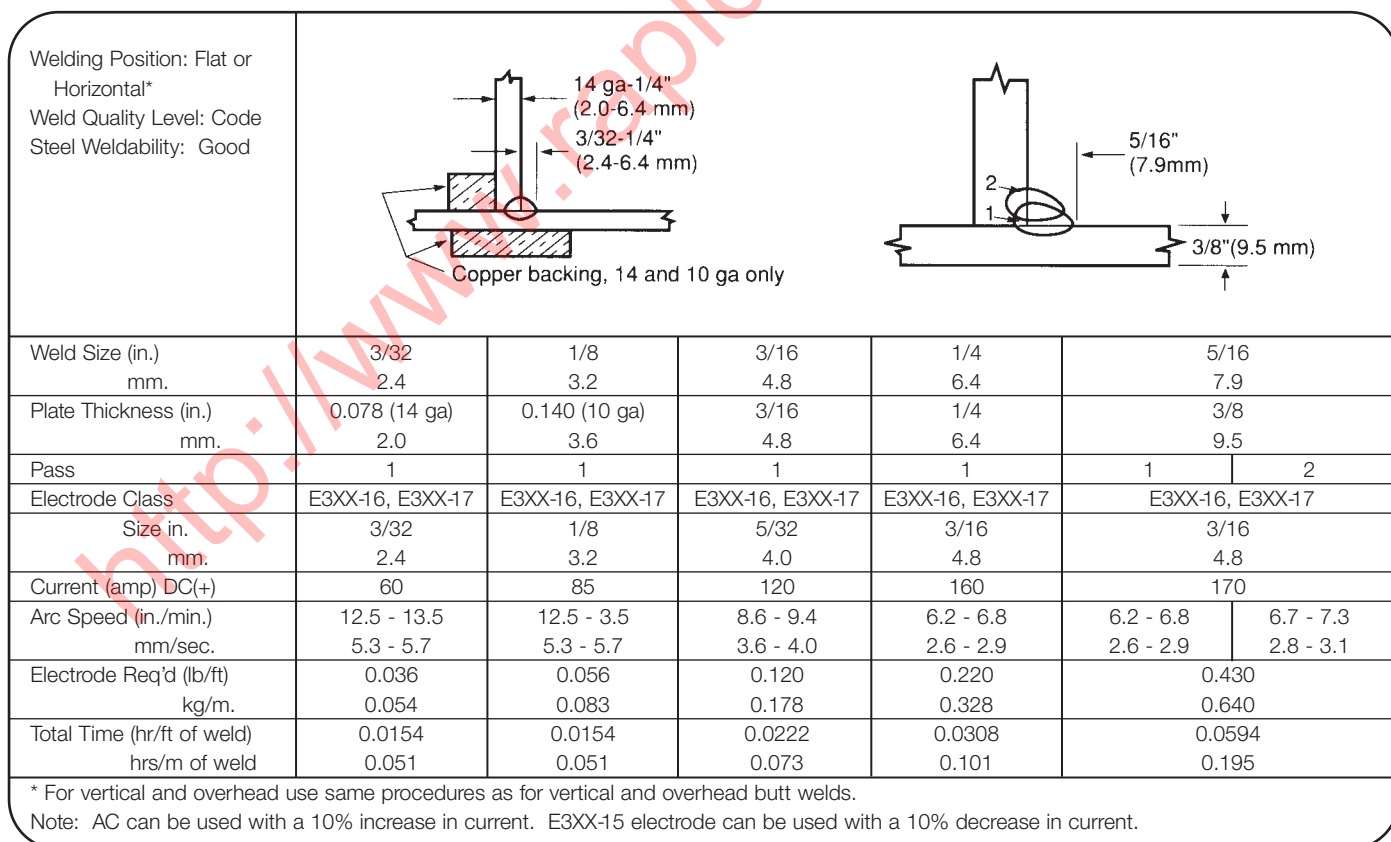 Welding Position: Flat or
Horizontal*
Weld Quality Level: Code
Steel Weldability: Good
14 ga-1/4"
(2.0-6.4 mm)
3/32-1/4"
(2.4-6.4 mm)
Copper backing, 14 and 10 ga only
5/16"
(7.9mm)
2
1
3/8"(9.5 mm)
Weld Size (in.) 3/32 1/8 3/16 1/4 5/16
mm. 2.4 3.2 4.8 6.4 7.9
Plate Thickness (in.) 0.078 (14 ga) 0.140 (10 ga) 3/16 1/4 3/8
mm. 2.0 3.6 4.8 6.4 9.5
Pass 1 1 1 1 1 2
Electrode Class E3XX-16, E3XX-17 E3XX-16, E3XX-17 E3XX-16, E3XX-17 E3XX-16, E3XX-17 E3XX-16, E3XX-17
Size in. 3/32 1/8 5/32 3/16 3/16
mm. 2.4 3.2 4.0 4.8 4.8
Current (amp) DC(+) 60 85 120 160 170
Arc Speed (in./min.) 12.5 - 13.5 12.5 - 3.5 8.6 - 9.4 6.2 - 6.8 6.2 - 6.8 6.7 - 7.3
mm/sec. 5.3 - 5.7 5.3 - 5.7 3.6 - 4.0 2.6 - 2.9 2.6 - 2.9 2.8 - 3.1
Electrode Req'd (lb/ft) 0.036 0.056 0.120 0.220 0.430
kg/m. 0.054 0.083 0.178 0.328 0.640
Total Time (hr/ft of weld) 0.0154 0.0154 0.0222 0.0308 0.0594
hrs/m of weld 0.051 0.051 0.073 0.101 0.195
* For vertical and overhead use same procedures as for vertical and overhead butt welds.
Note: AC can be used with a 10% increase in current. E3XX-15 electrode can be used with a 10% decrease in current.